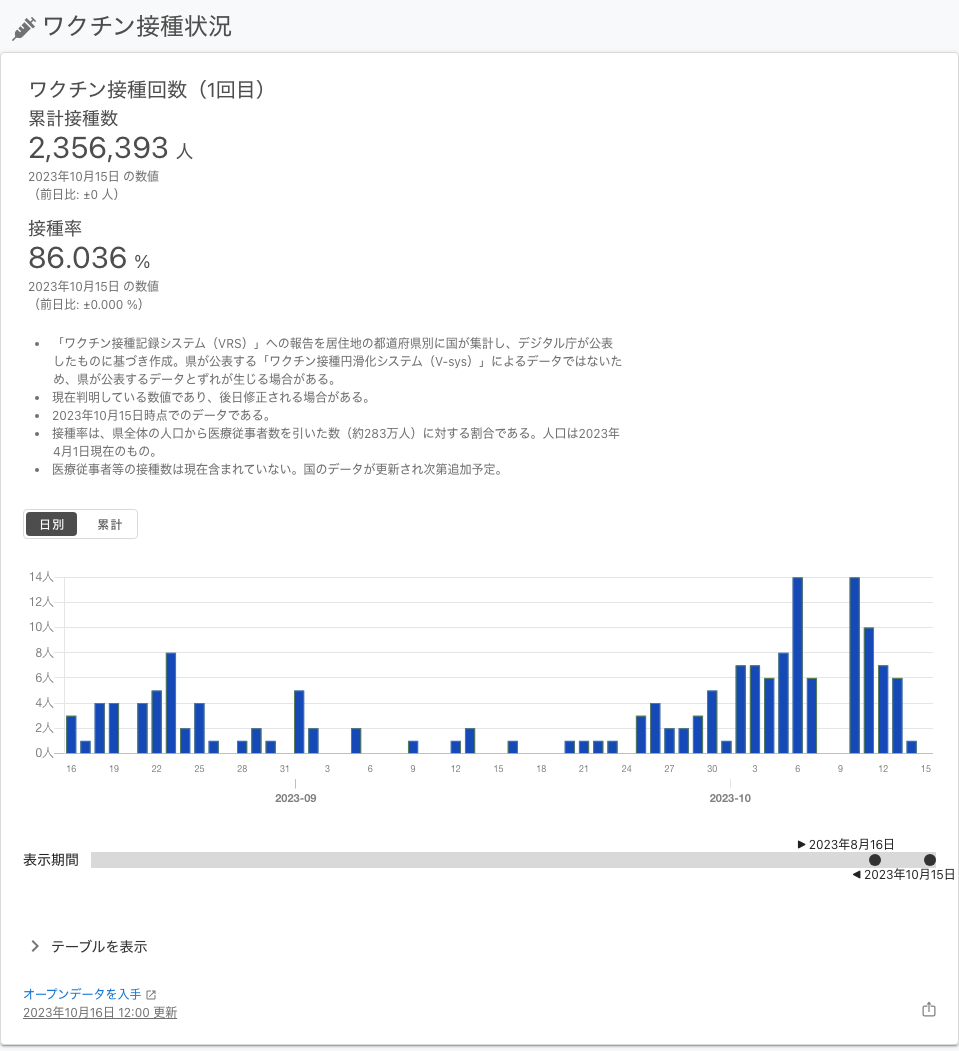 ワクチン接種状況
ワクチン接種回数（1回目）
累計接種数
2,356,393 人
2023年10月15日 の数値
（前日比: ±0 人）
接種率
86.036 %
2023年10月15日 の数値
（前日比: ±0.000 %）
• 「ワクチン接種記録システム（VRS）」への報告を居住地の都道府県別に国が集計し、デジタル庁が公表
したものに基づき作成。県が公表する「ワクチン接種円滑化システム（V-sys）」によるデータではないた
め、県が公表するデータとずれが生じる場合がある。
• 現在判明している数値であり、後日修正される場合がある。
• 2023年10月15日時点でのデータである。
• 接種率は、県全体の人口から医療従事者数を引いた数（約283万人）に対する割合である。人口は2023年
4月1日現在のもの。
• 医療従事者等の接種数は現在含まれていない。国のデータが更新され次第追加予定。
日別 累計
14人
12人
10人
8人
6人
4人
2人
0人
16 19 22 25 28 31 3 6 9 12 15 18 21 24 27 30 3 6 9 12 15
2023-09 2023-10
▶ 2023年8月16日
表示期間
◀ 2023年10月15日
テーブルを表示
オープンデータを入手
2023年10月16日 12:00 更新